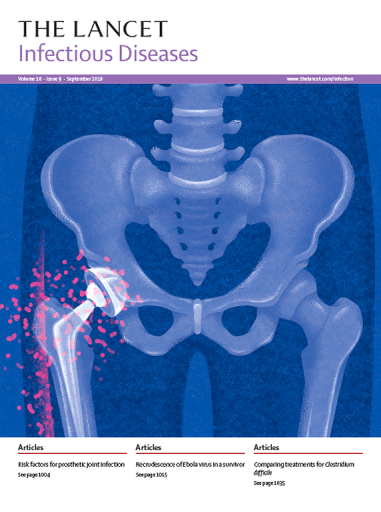 THE LANCET
Infectious Diseases
Volume 18 · Issue 9 · September 2018
www.thelancet.com/infection
Articles
Risk factors for prosthetic joint infection
See page 1004
Articles
Recrudescence of Ebola virus in a survivor
See page 1015
Articles
Comparing treatments for Clostridium
difficile
See page 1035